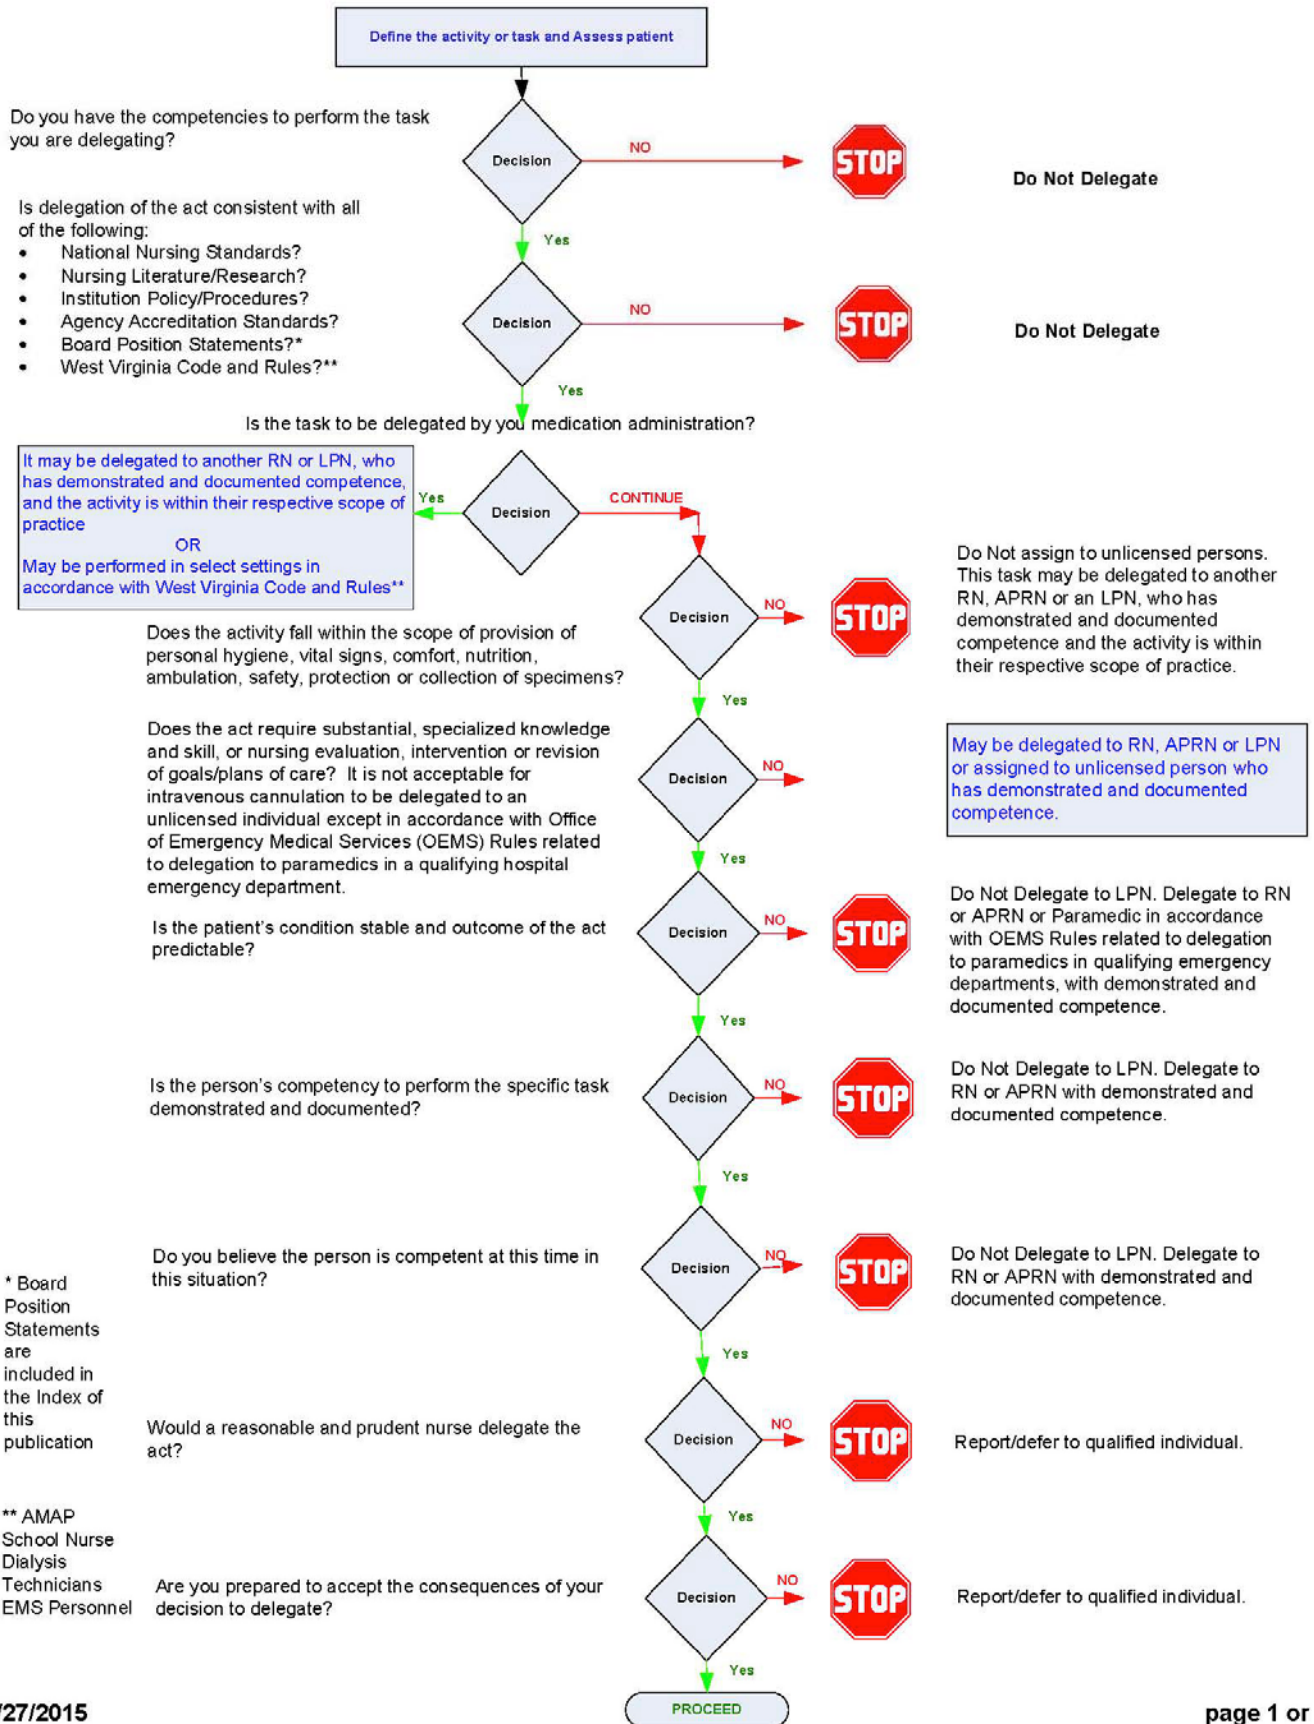 Define the activity or task and Assess patient
Do you have the competencies to perform the task
you are delegating?
Decision
NO
STOP
Do Not Delegate
Yes
Is delegation of the act consistent with all
of the following:
• National Nursing Standards?
• Nursing Literature/Research?
• Institution Policy/Procedures?
• Agency Accreditation Standards?
• Board Position Statements?*
• West Virginia Code and Rules?**
Decision
NO
STOP
Do Not Delegate
Yes
Is the task to be delegated by you medication administration?
It may be delegated to another RN or LPN, who
has demonstrated and documented competence,
and the activity is within their respective scope of
practice
OR
May be performed in select settings in
accordance with West Virginia Code and Rules**
Yes
Decision
CONTINUE
Does the activity fall within the scope of provision of
personal hygiene, vital signs, comfort, nutrition,
ambulation, safety, protection or collection of specimens?
Decision
NO
STOP
Do Not assign to unlicensed persons.
This task may be delegated to another
RN, APRN or an LPN, who has
demonstrated and documented
competence and the activity is within
their respective scope of practice.
Yes
Does the act require substantial, specialized knowledge
and skill, or nursing evaluation, intervention or revision
of goals/plans of care? It is not acceptable for
intravenous cannulation to be delegated to an
unlicensed individual except in accordance with Office
of Emergency Medical Services (OEMS) Rules related
to delegation to paramedics in a qualifying hospital
emergency department.
Decision
NO
May be delegated to RN, APRN or LPN
or assigned to unlicensed person who
has demonstrated and documented
competence.
Yes
Is the patient's condition stable and outcome of the act
predictable?
Decision
NO
STOP
Do Not Delegate to LPN. Delegate to RN
or APRN or Paramedic in accordance
with OEMS Rules related to delegation
to paramedics in qualifying emergency
departments, with demonstrated and
documented competence.
Yes
Is the person's competency to perform the specific task
demonstrated and documented?
Decision
NO
STOP
Do Not Delegate to LPN. Delegate to
RN or APRN with demonstrated and
documented competence.
Yes
Do you believe the person is competent at this time in
this situation?
Decision
NO
STOP
Do Not Delegate to LPN. Delegate to
RN or APRN with demonstrated and
documented competence.
Yes
* Board
Position
Statements
are
included in
the Index of
this
publication
Would a reasonable and prudent nurse delegate the
act?
Decision
NO
STOP
Report/defer to qualified individual.
Yes
** AMAP
School Nurse
Dialysis
Technicians
EMS Personnel
Are you prepared to accept the consequences of your
decision to delegate?
Decision
NO
STOP
Report/defer to qualified individual.
Yes
PROCEED
/27/2015
page 1 or